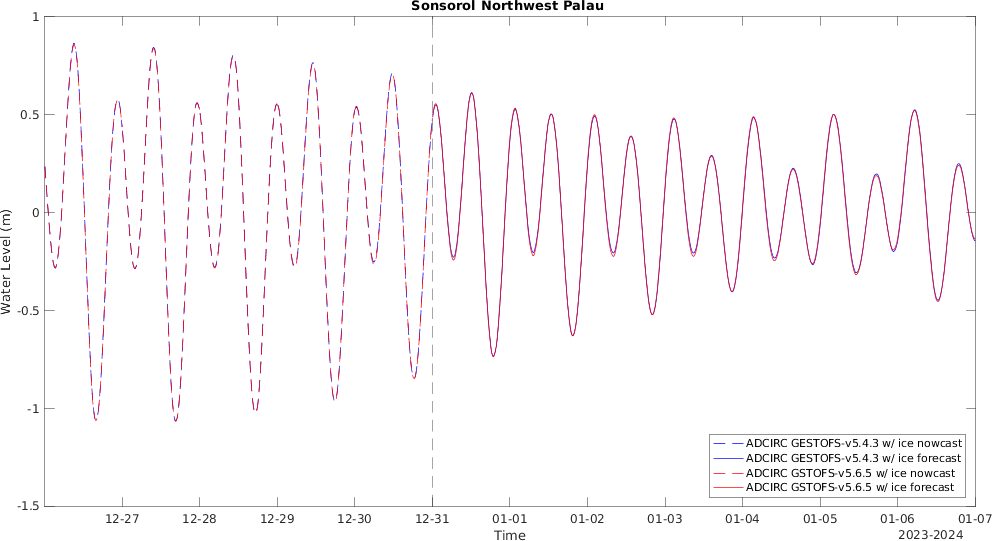 Sonsorol Northwest Palau
1
0.5
0
-0.5
-1
-1.5
Water Level (m)
ADCIRC GESTOFS-v5.4.3 w/ ice nowcast
ADCIRC GESTOFS-v5.4.3 w/ ice forecast
ADCIRC GSTOFS-v5.6.5 w/ ice nowcast
ADCIRC GSTOFS-v5.6.5 w/ ice forecast
12-27 12-28 12-29 12-30 12-31 01-01 01-02 01-03 01-04 01-05 01-06 01-07
Time
2023-2024